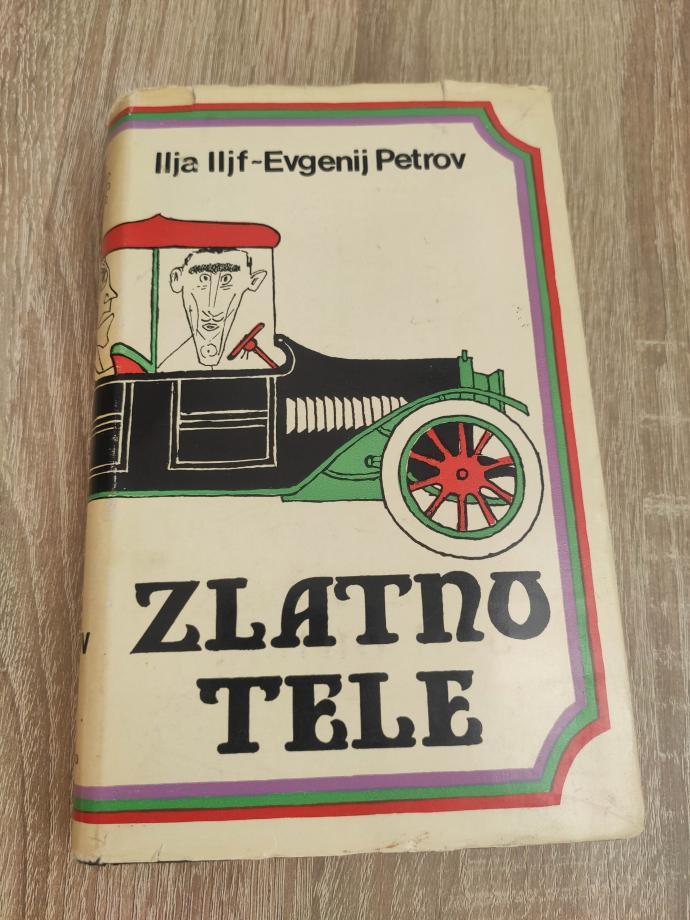 Ilja Iljf~Evgenij Petrov
ZLATNO
TELE